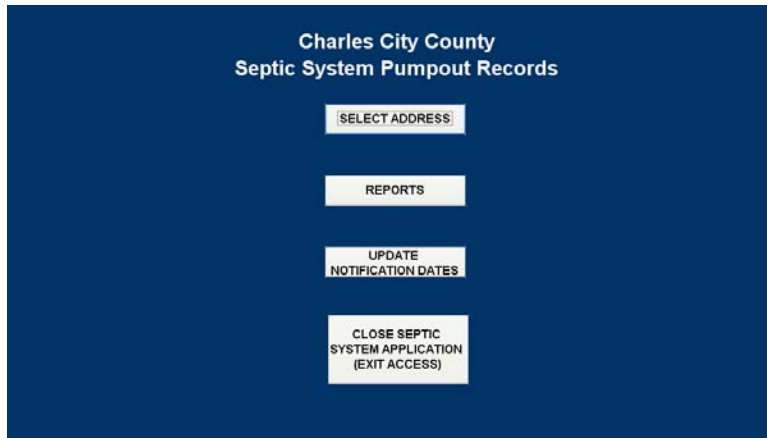 Charles City County
Septic System Pumpout Records
SELECT ADDRESS
REPORTS
UPDATE
NOTIFICATION DATES
CLOSE SEPTIC
SYSTEM APPLICATION
(EXIT ACCESS)